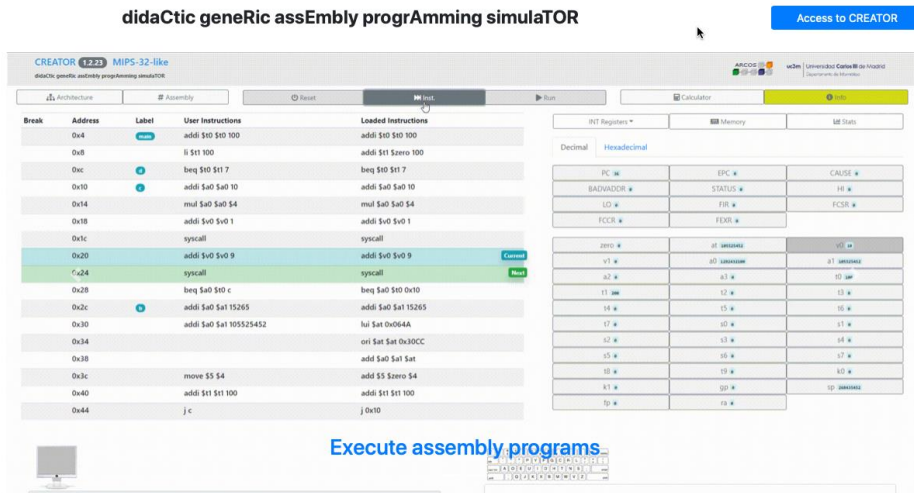 didaCtic geneRic assEmbly progrAmming simulaTOR
Access to CREATOR
CREATOR 1.2.23 MIPS-32-like
didaCtic geneRic assEmbly progrAmming simulaTOR
ARCOS
uc3m Universidad Carlos III de Madrid
Architecture # Assembly Reset Inst. Run Calculator Info
Break Address Label User Instructions Loaded Instructions
0x4 main addi $t0 $t0 100 addi $t0 $t0 100
0x8 li $t1 100 addi $t1 $zero 100
0xc d beq $t0 $t1 7 beq $t0 $t1 7
0x10 c addi $a0 $a0 10 addi $a0 $a0 10
0x14 mul $a0 $a0 $4 mul $a0 $a0 $4
0x18 addi $v0 $v0 1 addi $v0 $v0 1
0x1c syscall syscall
0x20 addi $v0 $v0 9 addi $v0 $v0 9 Current
0x24 syscall syscall Next
0x28 beq $a0 $t0 c beq $a0 $t0 0x10
0x2c b addi $a0 $a1 15265 addi $a0 $a1 15265
0x30 addi $a0 $a1 105525452 lui $at 0x064A
0x34 ori $at $at 0x30CC
0x38 add $a0 $a1 $at
0x3c move $5 $4 add $5 $zero $4
0x40 addi $t1 $t1 100 addi $t1 $t1 100
0x44 j c j 0x10
INT Registers Memory Stats
Decimal Hexadecimal
PC EPC CAUSE
BADVADDR STATUS HI
LO FIR FCSR
FCCR FEXR
zero at v0
v1 a0 a1
a2 a3 t0
t1 t2 t3
t4 t5 t6
t7 s0 s1
s2 s3 s4
s5 s6 s7
t8 t9 k0
k1 gp sp
fp ra
Execute assembly programs